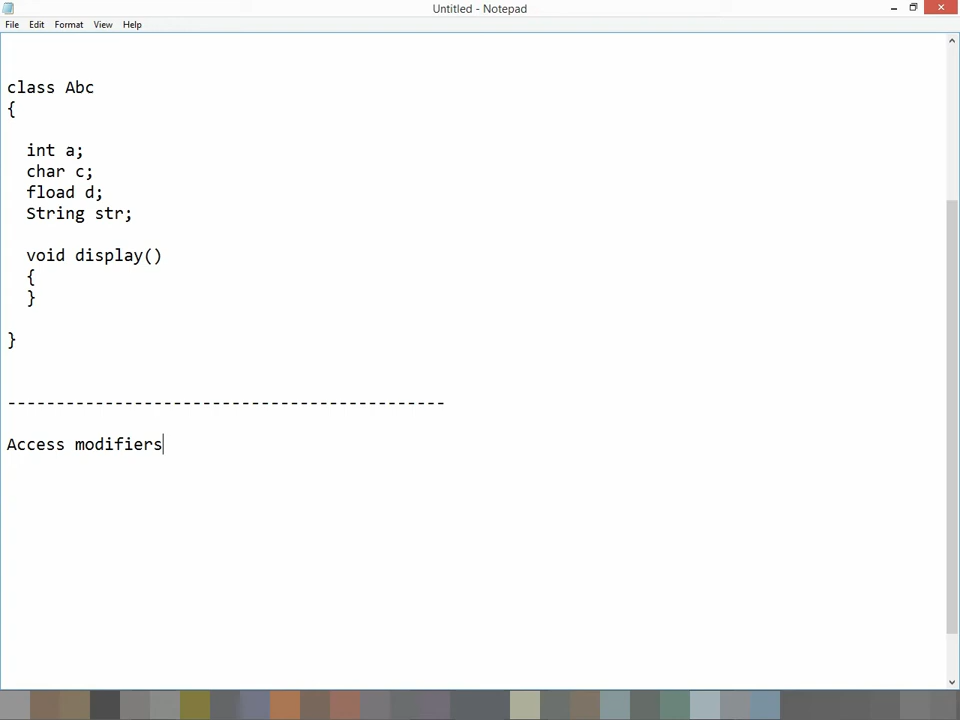 Untitled - Notepad
File Edit Format View Help
class Abc
{
int a;
char c;
fload d;
String str;
void display()
{
}
}
---------------------------------------------
Access modifiers